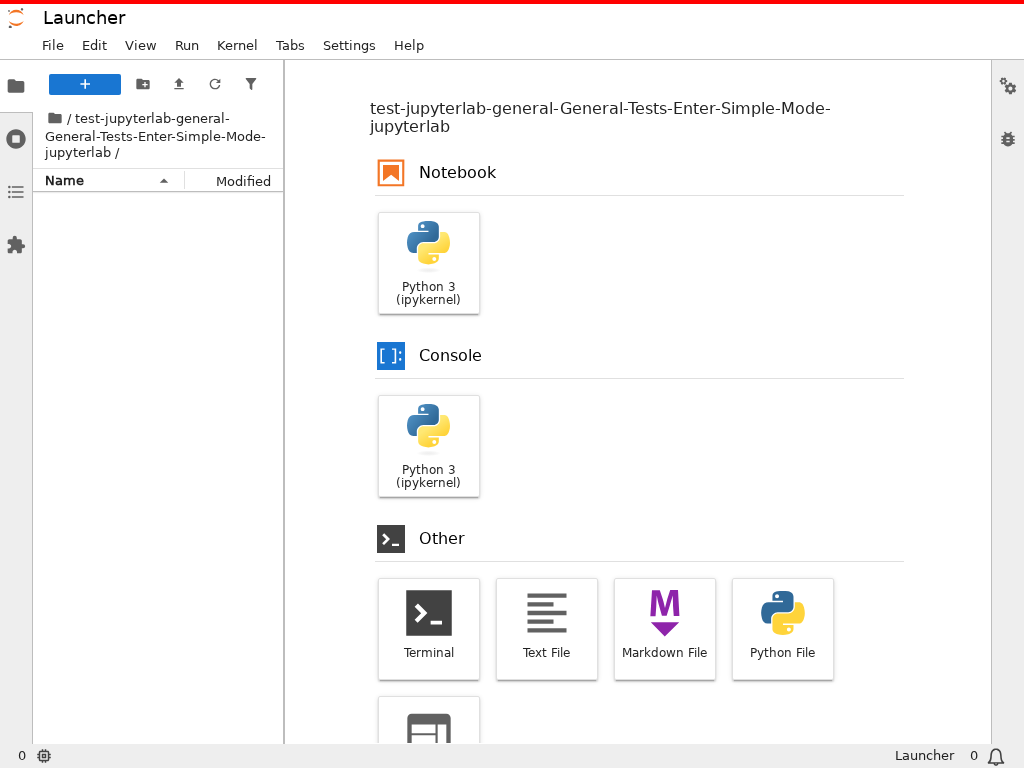 Launcher
File Edit View Run Kernel Tabs Settings Help
/ test-jupyterlab-general-
General-Tests-Enter-Simple-Mode-
jupyterlab /
Name Modified
test-jupyterlab-general-General-Tests-Enter-Simple-Mode-
jupyterlab
Notebook
Python 3
(ipykernel)
Console
Python 3
(ipykernel)
Other
Terminal Text File Markdown File Python File
0 Launcher 0